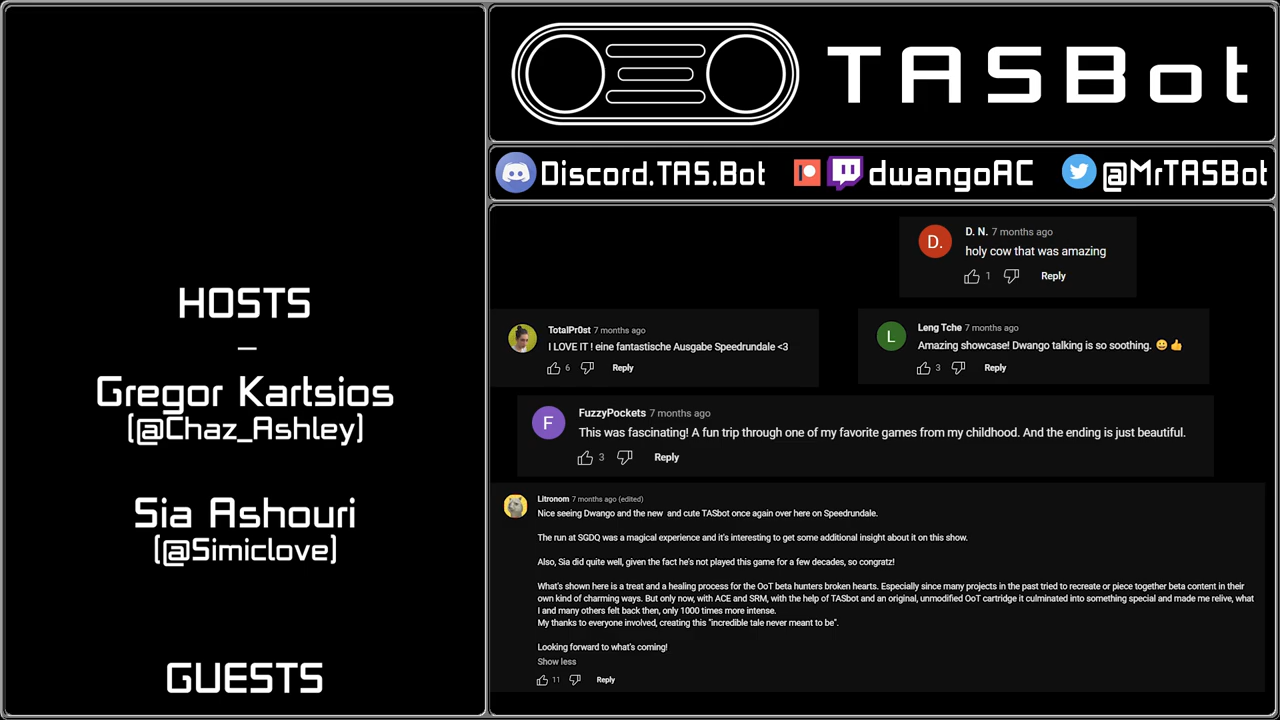 HOSTS
–
Gregor Kartsios
[@Chaz_Ashley]
Sia Ashouri
[@Simiclove]
GUESTS
TASBot
Discord.TAS.Bot dwangoAC @MrTASBot
D. D. N. 7 months ago
holy cow that was amazing
1 Reply
TotalPr0st 7 months ago
I LOVE IT ! eine fantastische Ausgabe Speedrundale <3
6 Reply
L Leng Tche 7 months ago
Amazing showcase! Dwango talking is so soothing. 😀 👍
3 Reply
F FuzzyPockets 7 months ago
This was fascinating! A fun trip through one of my favorite games from my childhood. And the ending is just beautiful.
3 Reply
Litronom 7 months ago (edited)
Nice seeing Dwango and the new and cute TASbot once again over here on Speedrundale.
The run at SGDQ was a magical experience and it's interesting to get some additional insight about it on this show.
Also, Sia did quite well, given the fact he's not played this game for a few decades, so congratz!
What's shown here is a treat and a healing process for the OoT beta hunters broken hearts. Especially since many projects in the past tried to recreate or piece together beta content in their
own kind of charming ways. But only now, with ACE and SRM, with the help of TASbot and an original, unmodified OoT cartridge it culminated into something special and made me relive, what
I and many others felt back then, only 1000 times more intense.
My thanks to everyone involved, creating this "incredible tale never meant to be".
Looking forward to what's coming!
Show less
11 Reply